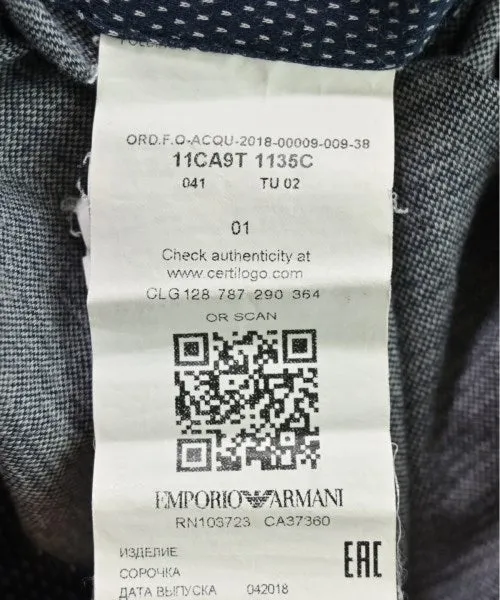 ORD.F.O-ACQU-2018-00009-009-38
11CA9T 1135C
041 TU 02
01
Check authenticity at
www.certilogo.com
CLG 128 787 290 364
OR SCAN
EMPORIO ARMANI
RN103723 CA37360
ИЗДЕЛИЕ
EAC
СОРОЧКА
ДАТА ВЫПУСКА 042018